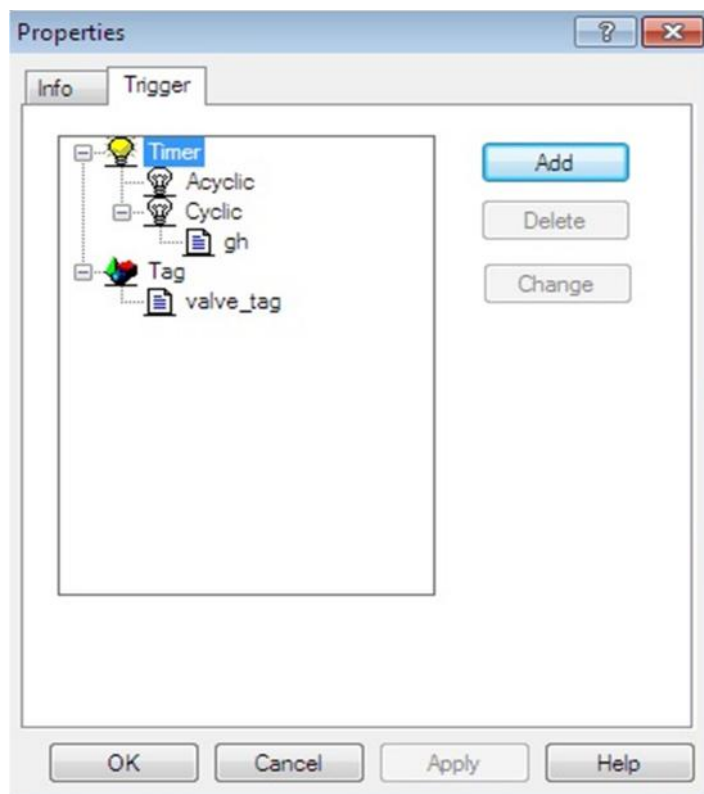 Properties
Info Trigger
Timer
Acyclic
Cyclic
gh
Tag
valve_tag
Add
Delete
Change
OK Cancel Apply Help